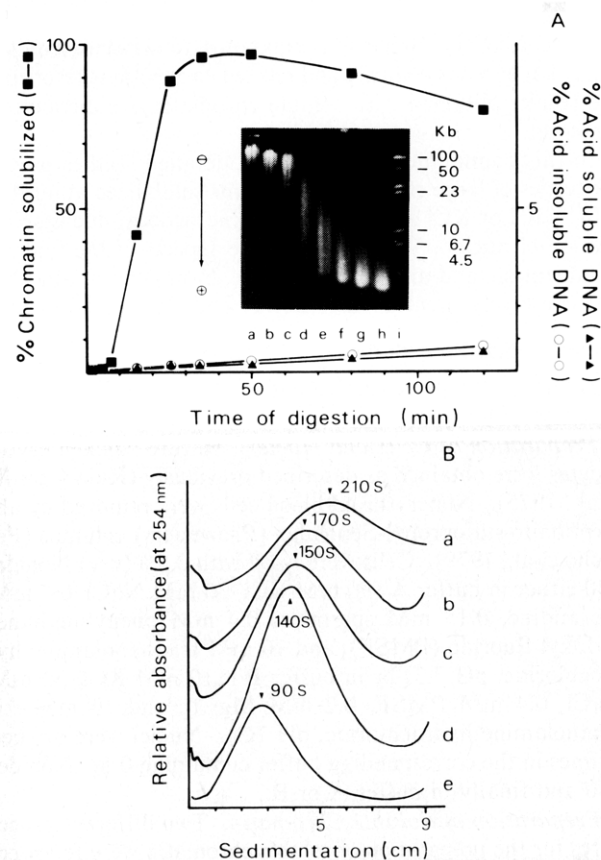 A
% Chromatin solubilized (■—■)
100
50
Kb
100
50
23
10
6.7
4.5
⊖
⊕
a b c d e f g h i
5
% Acid insoluble DNA (○—○)
% Acid soluble DNA (▲—▲)
50
100
Time of digestion (min)
B
Relative absorbance (at 254 nm)
210 S
170 S
150 S
140S
90 S
a
b
c
d
e
5
9
Sedimentation (cm)